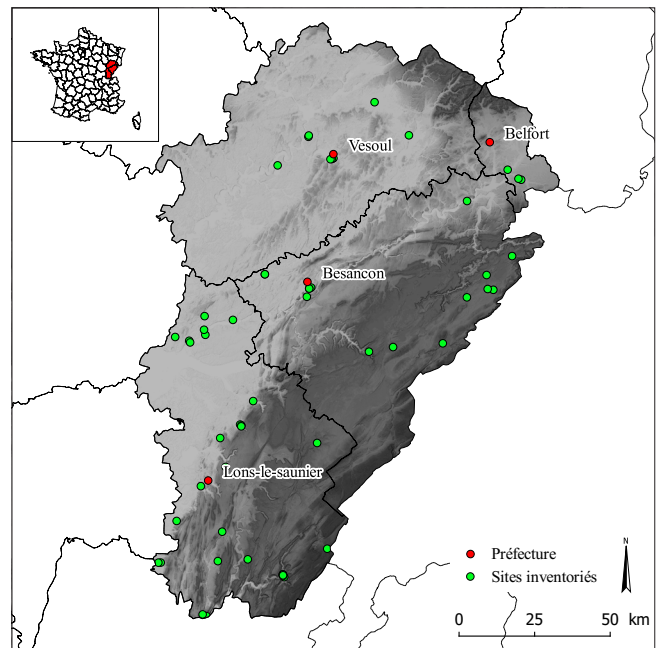 Belfort
Vesoul
Besancon
Lons-le-saunier
N
Préfecture
Sites inventoriés
0 25 50 km